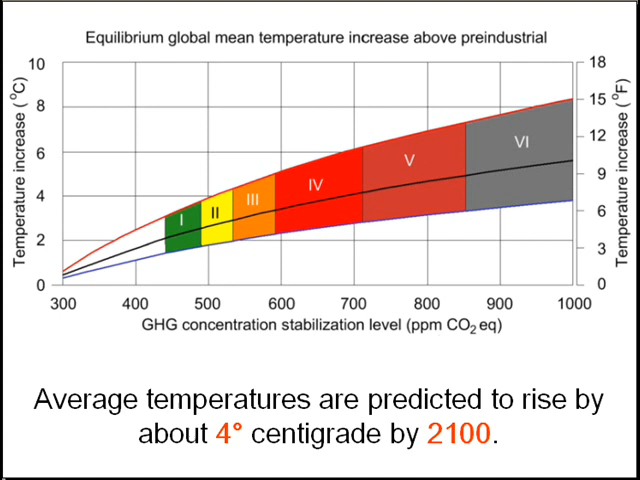 Equilibrium global mean temperature increase above preindustrial
10
8
6
4
2
0
Temperature increase (°C)
I
II
III
IV
V
VI
18
15
12
9
6
3
0
Temperature increase (°F)
300 400 500 600 700 800 900 1000
GHG concentration stabilization level (ppm CO2 eq)
Average temperatures are predicted to rise by
about 4° centigrade by 2100.